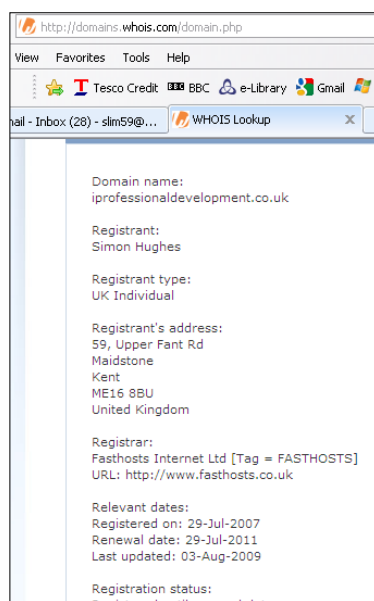 http://domains.whois.com/domain.php
View Favorites Tools Help
Tesco Credit BBC e-Library Gmail
ail - Inbox (28) - slim59@... WHOIS Lookup X
Domain name:
iprofessionaldevelopment.co.uk
Registrant:
Simon Hughes
Registrant type:
UK Individual
Registrant's address:
59, Upper Fant Rd
Maidstone
Kent
ME16 8BU
United Kingdom
Registrar:
Fasthosts Internet Ltd [Tag = FASTHOSTS]
URL: http://www.fasthosts.co.uk
Relevant dates:
Registered on: 29-Jul-2007
Renewal date: 29-Jul-2011
Last updated: 03-Aug-2009
Registration status: